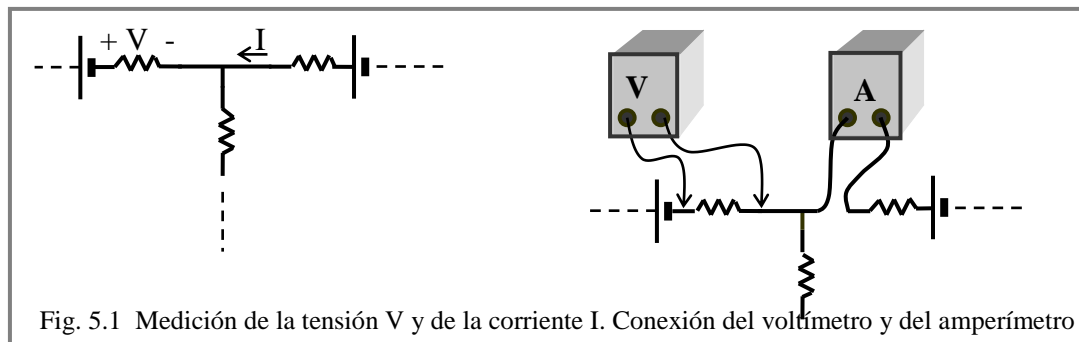 + V - I
V A
Fig. 5.1 Medición de la tensión V y de la corriente I. Conexión del voltímetro y del amperímetro